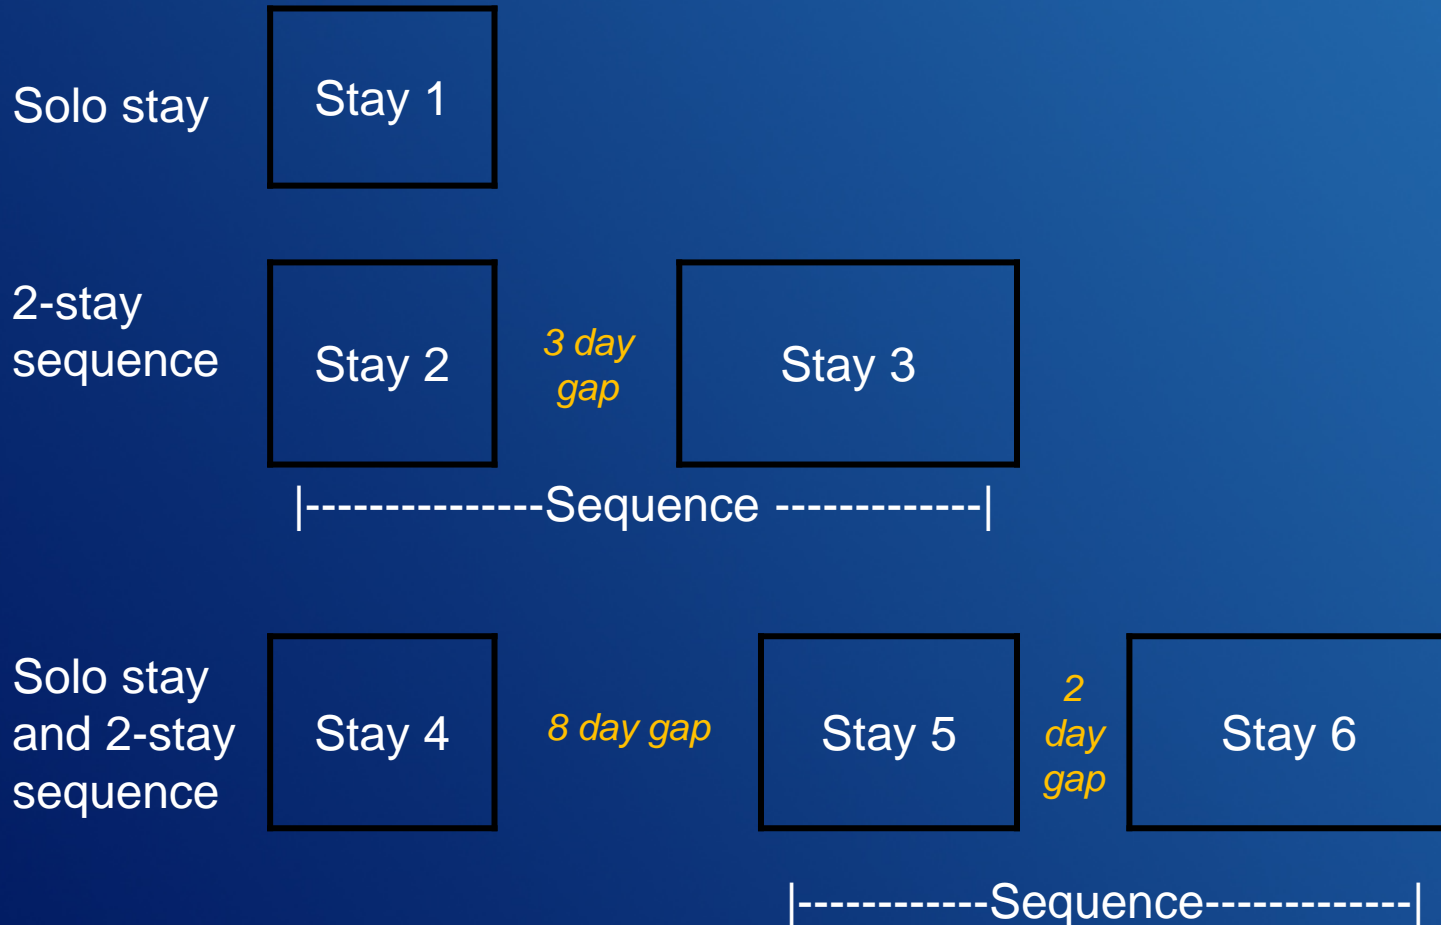 Solo stay
Stay 1
2-stay
sequence
Stay 2
3 day
gap
Stay 3
|---------------Sequence -------------|
Solo stay
and 2-stay
sequence
Stay 4
8 day gap
Stay 5
2
day
gap
Stay 6
|------------Sequence-------------|